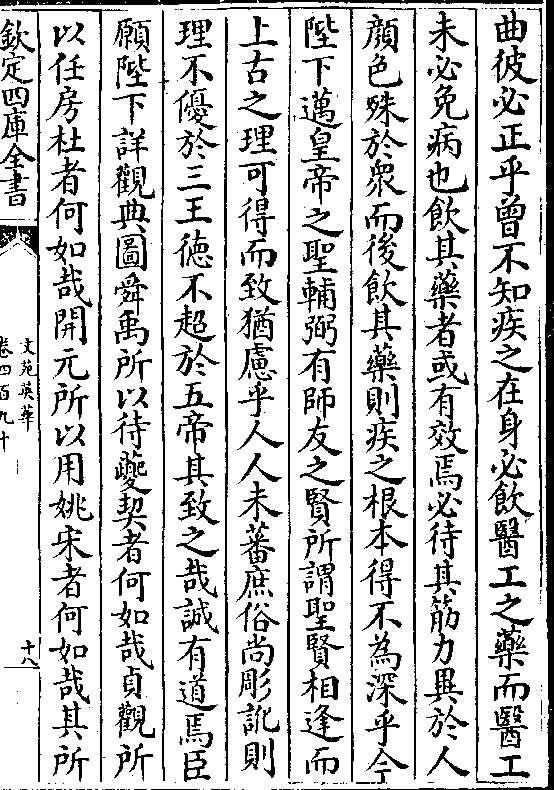 曲彼必正乎曾不知疾之在身必飲醫工之藥而醫工
未必免病也飲其藥者或有效焉必待其筋力異於人
顔色殊於衆而後飲其藥則疾之根本得不為深乎今
陛下邁皇帝之聖輔弼有師友之賢所謂聖賢相逢而
上古之理可得而致猶慮乎人人未蕃庶俗尚彫訛則
理不優於三王德不超於五帝其致之哉誠有道焉臣
願陛下詳觀典圖舜禹所以待夔契者何如哉貞觀所
以任房杜者何如哉開元所以用姚宋者何如哉其所
欽定四庫全書
文苑英華
卷四百九十
十八